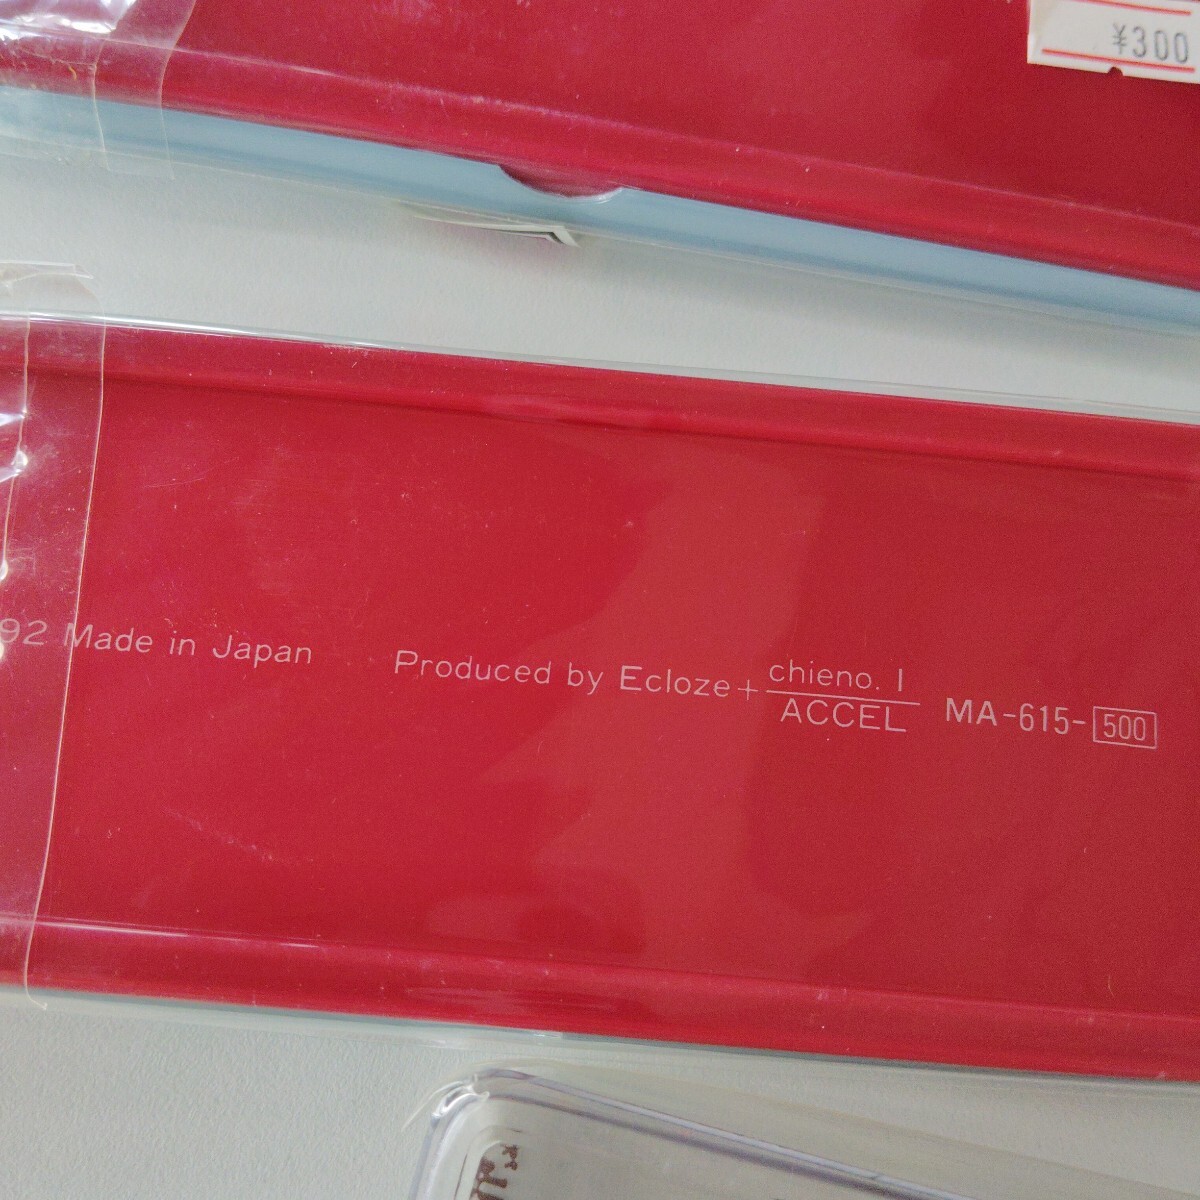 ¥300
92 Made in Japan Produced by Ecloze+ chieno. I
ACCEL MA-615-500